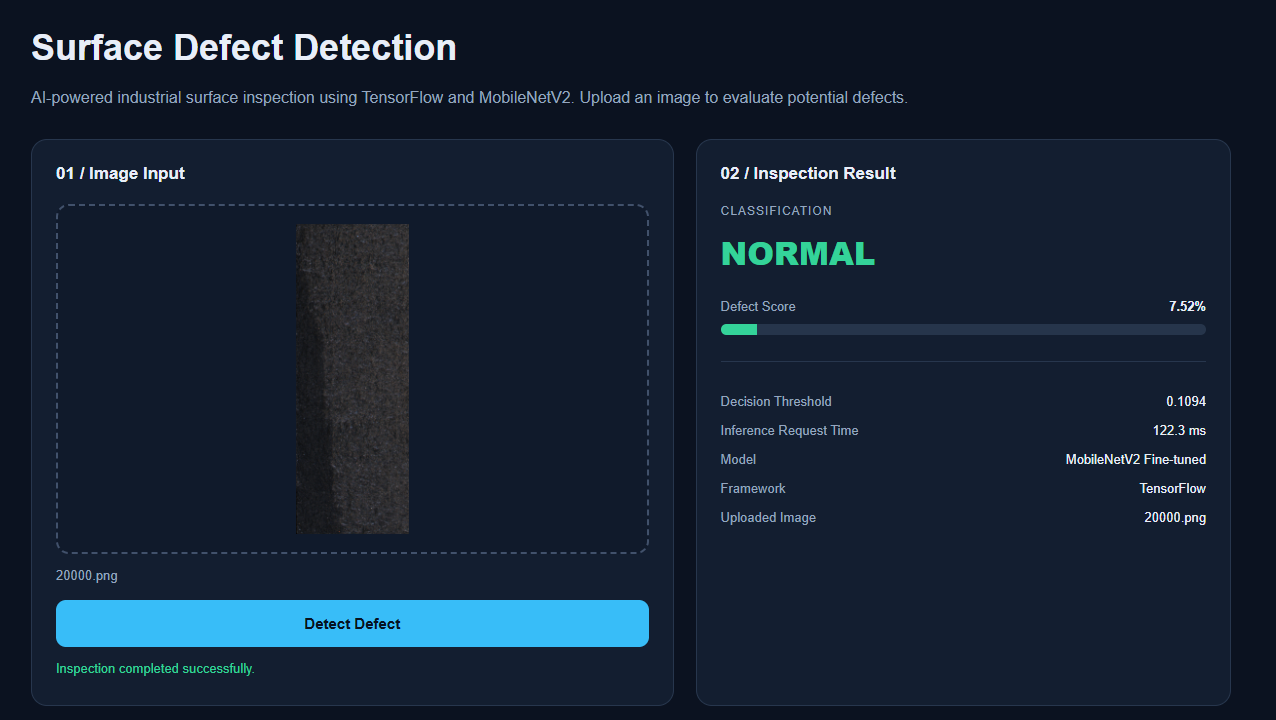 Surface Defect Detection
AI-powered industrial surface inspection using TensorFlow and MobileNetV2. Upload an image to evaluate potential defects.
01 / Image Input
20000.png
Detect Defect
Inspection completed successfully.
02 / Inspection Result
CLASSIFICATION
NORMAL
Defect Score 7.52%
Decision Threshold 0.1094
Inference Request Time 122.3 ms
Model MobileNetV2 Fine-tuned
Framework TensorFlow
Uploaded Image 20000.png